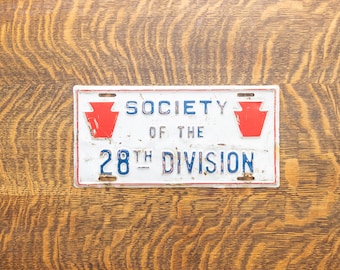 SOCIETY
OF THE
28TH DIVISION